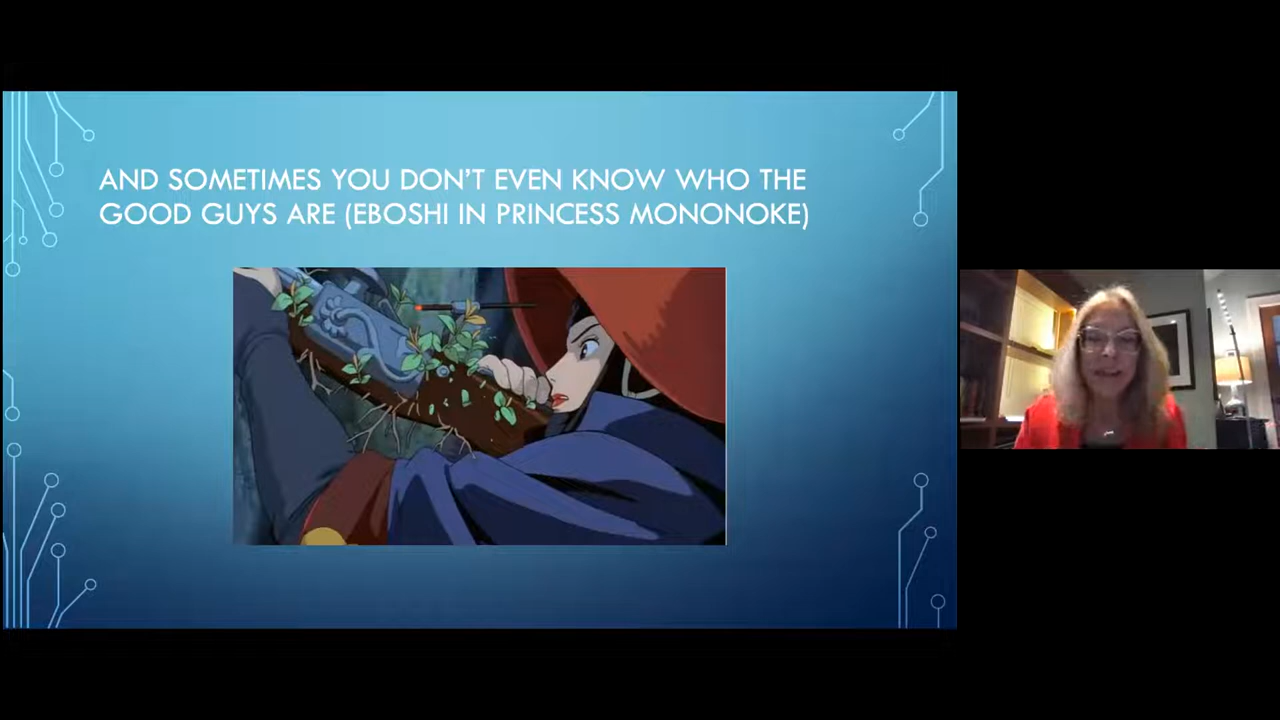 AND SOMETIMES YOU DON'T EVEN KNOW WHO THE
GOOD GUYS ARE (EBOSHI IN PRINCESS MONONOKE)